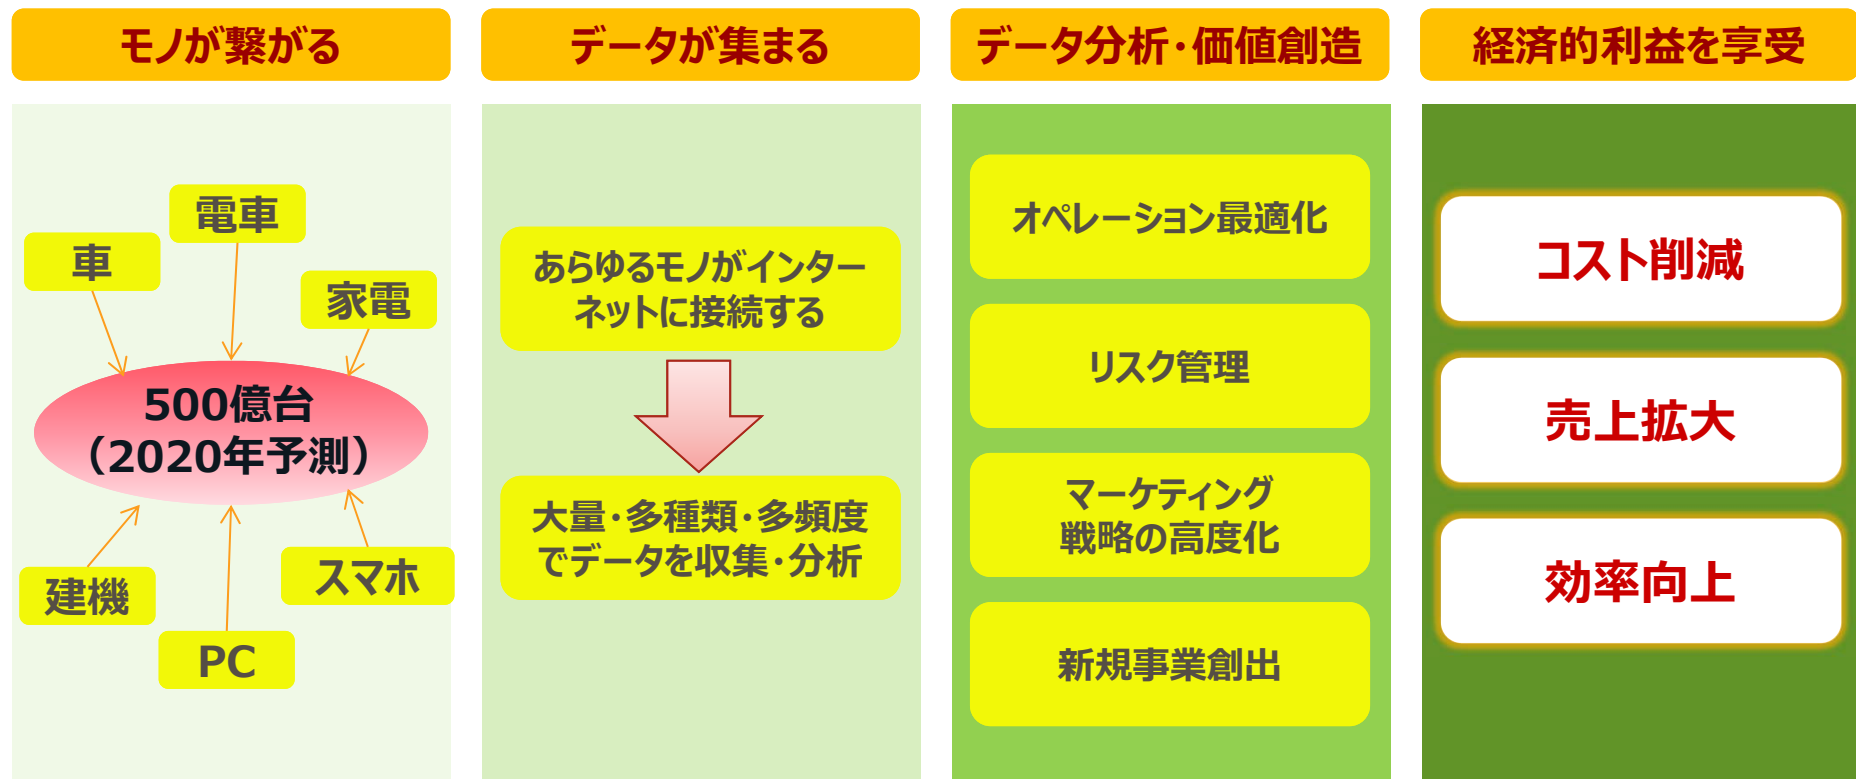 モノが繋がる
データが集まる
データ分析・価値創造
経済的利益を享受
電車
車
家電
500億台
（2020年予測）
建機
スマホ
PC
あらゆるモノがインター
ネットに接続する
大量・多種類・多頻度
でデータを収集・分析
オペレーション最適化
リスク管理
マーケティング
戦略の高度化
新規事業創出
コスト削減
売上拡大
効率向上